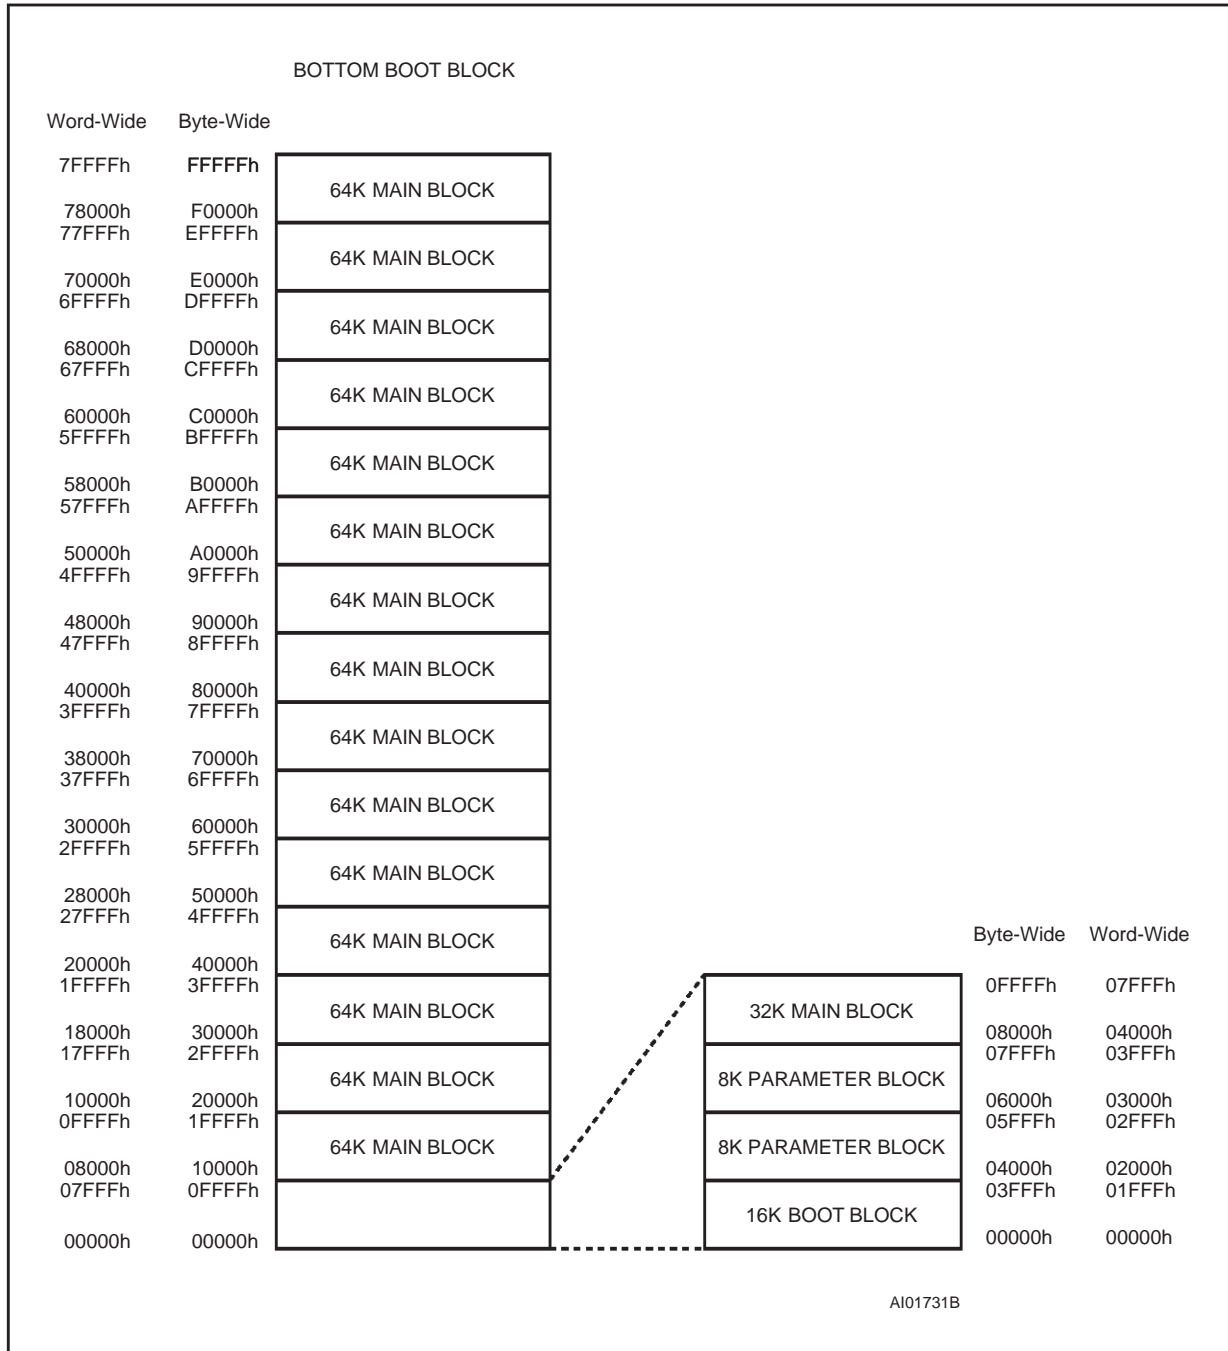 BOTTOM BOOT BLOCK
Word-Wide Byte-Wide
7FFFFh FFFFFh
64K MAIN BLOCK
78000h F0000h
77FFFh EFFFFh
64K MAIN BLOCK
70000h E0000h
6FFFFh DFFFFh
64K MAIN BLOCK
68000h D0000h
67FFFh CFFFFh
64K MAIN BLOCK
60000h C0000h
5FFFFh BFFFFh
64K MAIN BLOCK
58000h B0000h
57FFFh AFFFFh
64K MAIN BLOCK
50000h A0000h
4FFFFh 9FFFFh
64K MAIN BLOCK
48000h 90000h
47FFFh 8FFFFh
64K MAIN BLOCK
40000h 80000h
3FFFFh 7FFFFh
64K MAIN BLOCK
38000h 70000h
37FFFh 6FFFFh
64K MAIN BLOCK
30000h 60000h
2FFFFh 5FFFFh
64K MAIN BLOCK
28000h 50000h
27FFFh 4FFFFh
64K MAIN BLOCK
20000h 40000h
1FFFFh 3FFFFh
64K MAIN BLOCK
18000h 30000h
17FFFh 2FFFFh
64K MAIN BLOCK
10000h 20000h
0FFFFh 1FFFFh
64K MAIN BLOCK
08000h 10000h
07FFFh 0FFFFh
00000h 00000h
Byte-Wide Word-Wide
0FFFFh 07FFFh
32K MAIN BLOCK
08000h 04000h
07FFFh 03FFFh
8K PARAMETER BLOCK
06000h 03000h
05FFFh 02FFFh
8K PARAMETER BLOCK
04000h 02000h
03FFFh 01FFFh
16K BOOT BLOCK
00000h 00000h
AI01731B